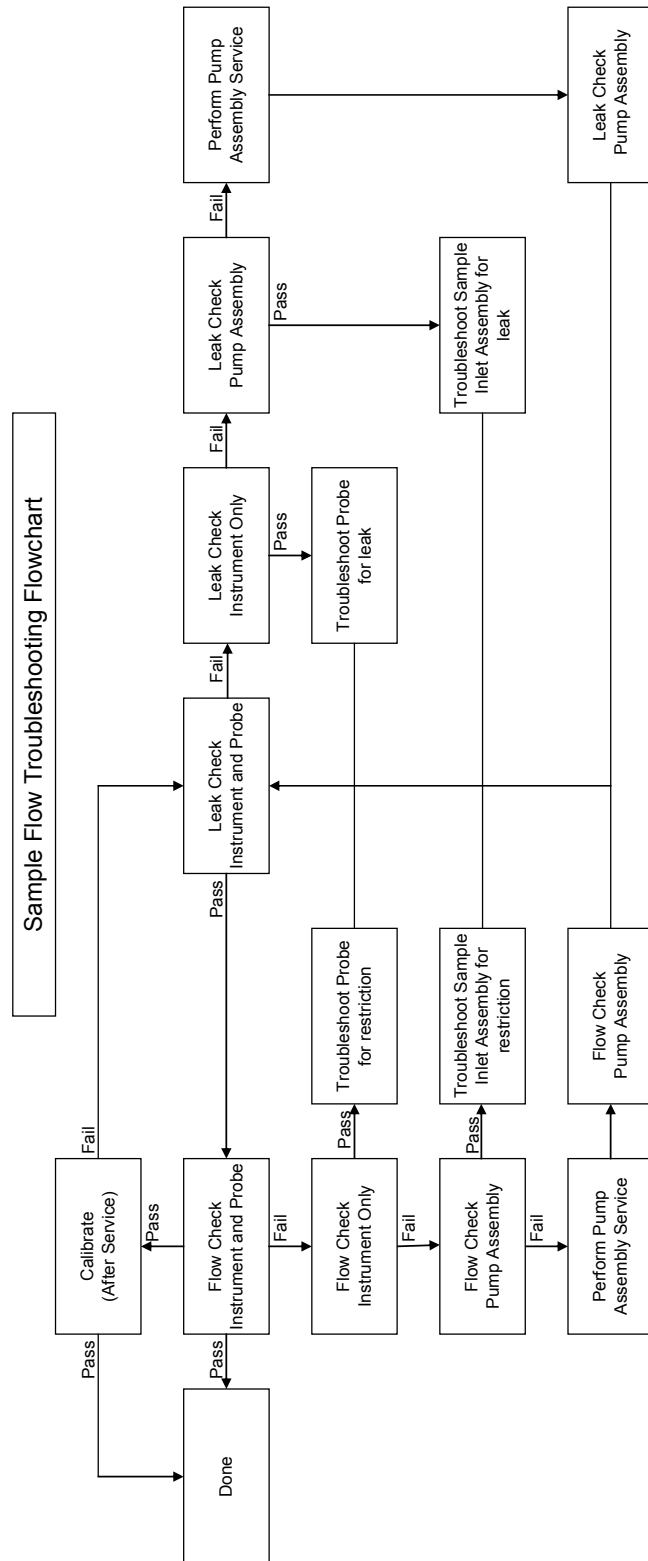 Sample Flow Troubleshooting Flowchart
Pass
Calibrate
(After Service)
Fail
Pass
Done
Pass
Flow Check
Instrument and Probe
Pass
Leak Check
Instrument and Probe
Fail
Leak Check
Instrument Only
Fail
Leak Check
Pump Assembly
Fail
Perform Pump
Assembly Service
Fail
Pass
Pass
Flow Check
Instrument Only
Pass
Troubleshoot Probe
for restriction
Troubleshoot Probe
for leak
Fail
Flow Check
Pump Assembly
Pass
Troubleshoot Sample
Inlet Assembly for
restriction
Troubleshoot Sample
Inlet Assembly for
leak
Fail
Perform Pump
Assembly Service
Flow Check
Pump Assembly
Leak Check
Pump Assembly